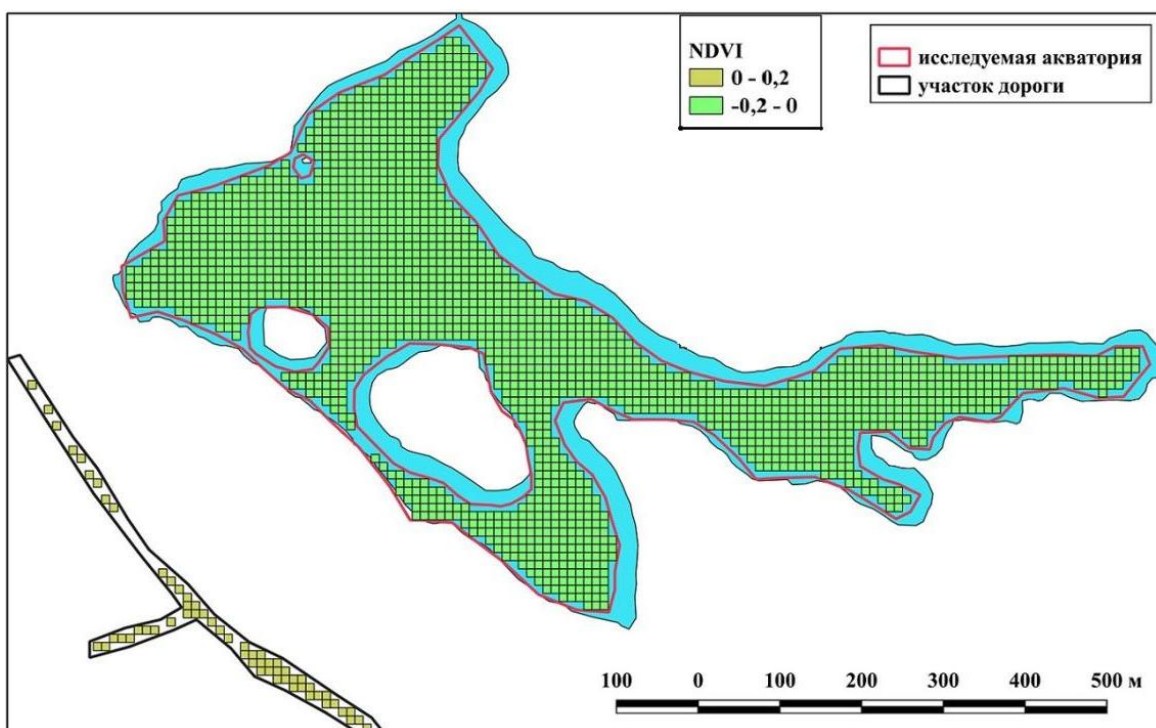 NDVI
0 - 0,2
-0,2 - 0
исследуемая акватория
участок дороги
100 0 100 200 300 400 500 м